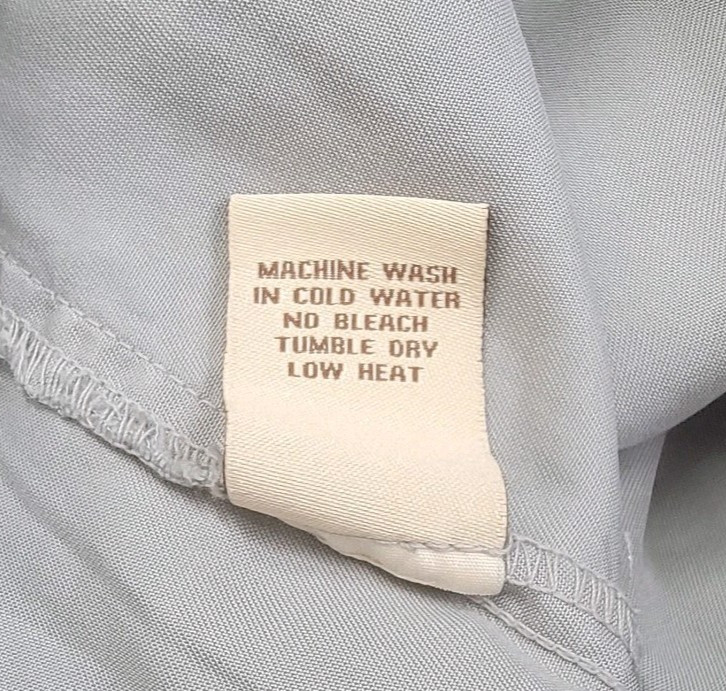 MACHINE WASH
IN COLD WATER
NO BLEACH
TUMBLE DRY
LOW HEAT